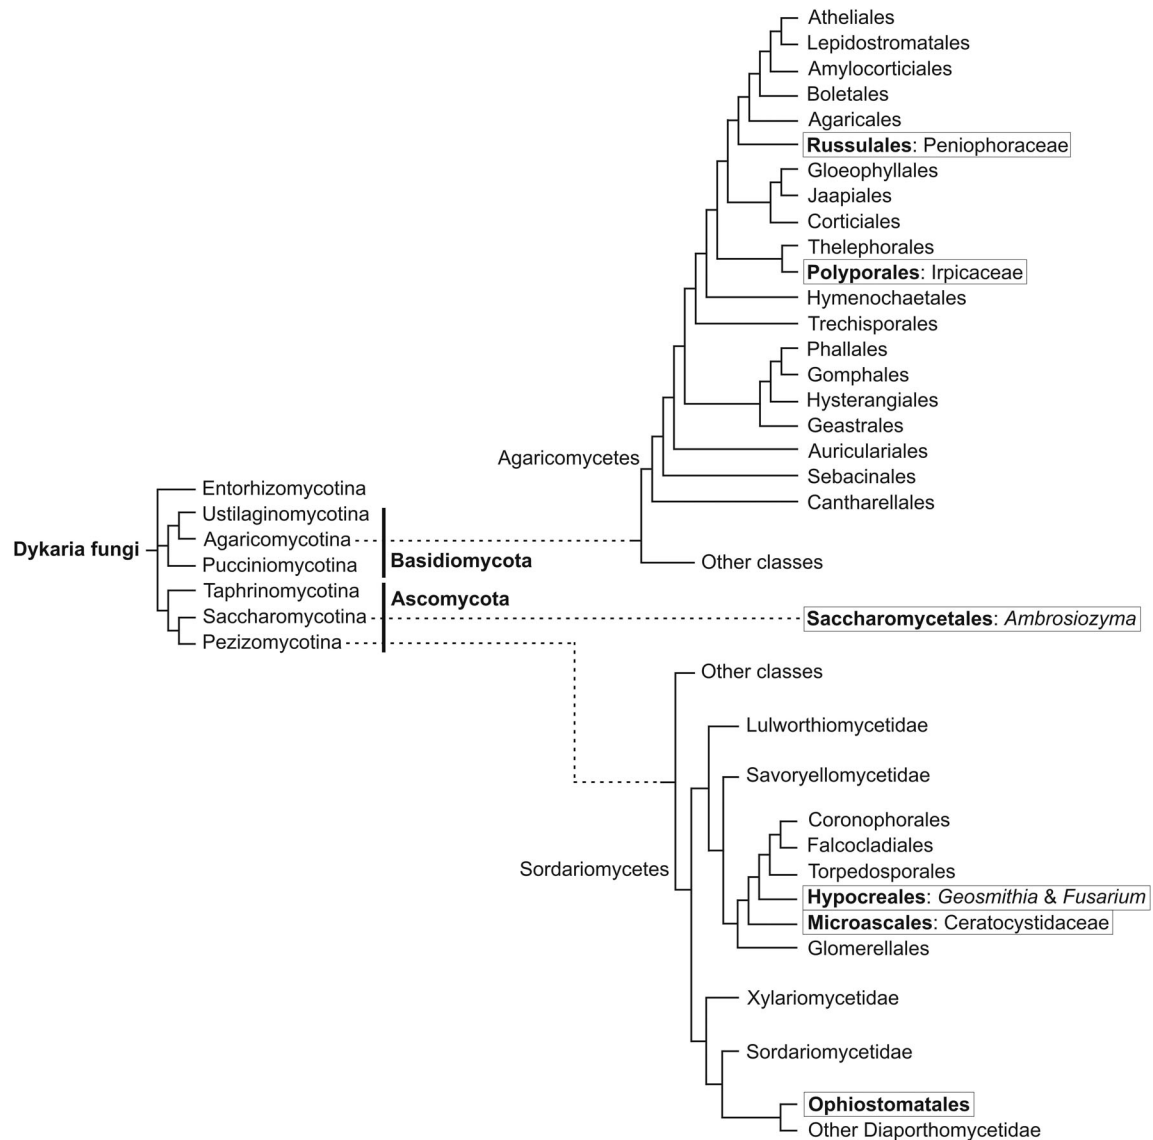 Atheliales
Lepidostromatales
Amylocorticiales
Boletales
Agaricales
Russulales: Peniophoraceae
Gloeophyllales
Jaapiales
Corticiales
Thelephorales
Polyporales: Irpicaceae
Hymenochaetales
Trechisporales
Phallales
Gomphales
Hysterangiales
Geastrales
Auriculariales
Agaricomycetes
Sebacinales
Cantharellales
Entorhizomycotina
Ustilaginomycotina
Agaricomycotina
Dykaria fungi
Basidiomycota
Other classes
Pucciniomycotina
Taphrinomycotina
Ascomycota
Saccharomycotina
Saccharomycetales: Ambrosiozyma
Pezizomycotina
Other classes
Lulworthiomycetidae
Savoryellomycetidae
Coronophorales
Falcocladiales
Sordariomycetes
Torpedosporales
Hypocreales: Geosmithia & Fusarium
Microascales: Ceratocystidaceae
Glomerellales
Xylariomycetidae
Sordariomycetidae
Ophiostomatales
Other Diaporthomycetidae